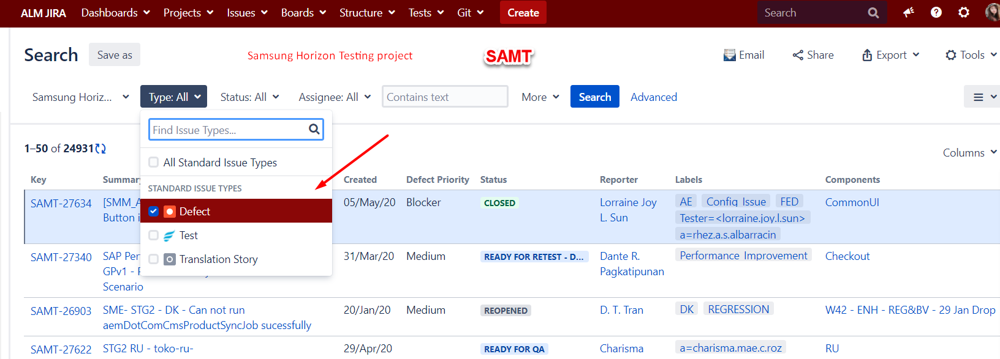 ALM JIRA Dashboards Projects Issues Boards Structure Tests Git Create Search
Search Save as Samsung Horizon Testing project SAMT Email Share Export Tools
Samsung Horiz... Type: All Status: All Assignee: All Contains text More Search Advanced
Find Issue Types...
1–50 of 24931
Columns
All Standard Issue Types
Key Summary Created Defect Priority Status Reporter Labels Components
STANDARD ISSUE TYPES
Defect
Test
Translation Story
SAMT-27634 [SMM_A 05/May/20 Blocker CLOSED Lorraine Joy AE Config Issue FED CommonUI
Button i L. Sun Tester=<lorraine.joy.l.sun>
a=rhez.a.s.albarracin
SAMT-27340 SAP Per 31/Mar/20 Medium READY FOR RETEST - D... Dante R. Performance Improvement Checkout
GPv1 - Pagkatipunan
Scenario
SAMT-26903 SME- STG2 - DK - Can not run 20/Jan/20 Medium REOPENED D. T. Tran DK REGRESSION W42 - ENH - REG&BV - 29 Jan Drop
aemDotComCmsProductSyncJob sucessfully
SAMT-27622 STG2 RU - toko-ru- 29/Apr/20 READY FOR QA Charisma a=charisma.mae.c.roz RU